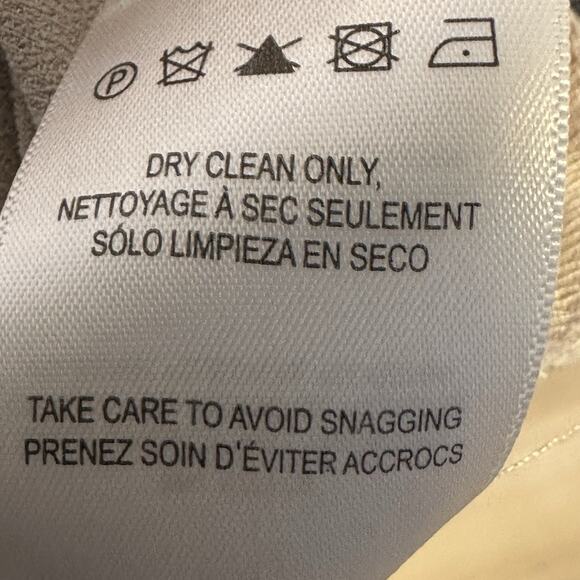 P
DRY CLEAN ONLY,
NETTOYAGE À SEC SEULEMENT
SÓLO LIMPIEZA EN SECO
TAKE CARE TO AVOID SNAGGING
PRENEZ SOIN D'ÉVITER ACCROCS